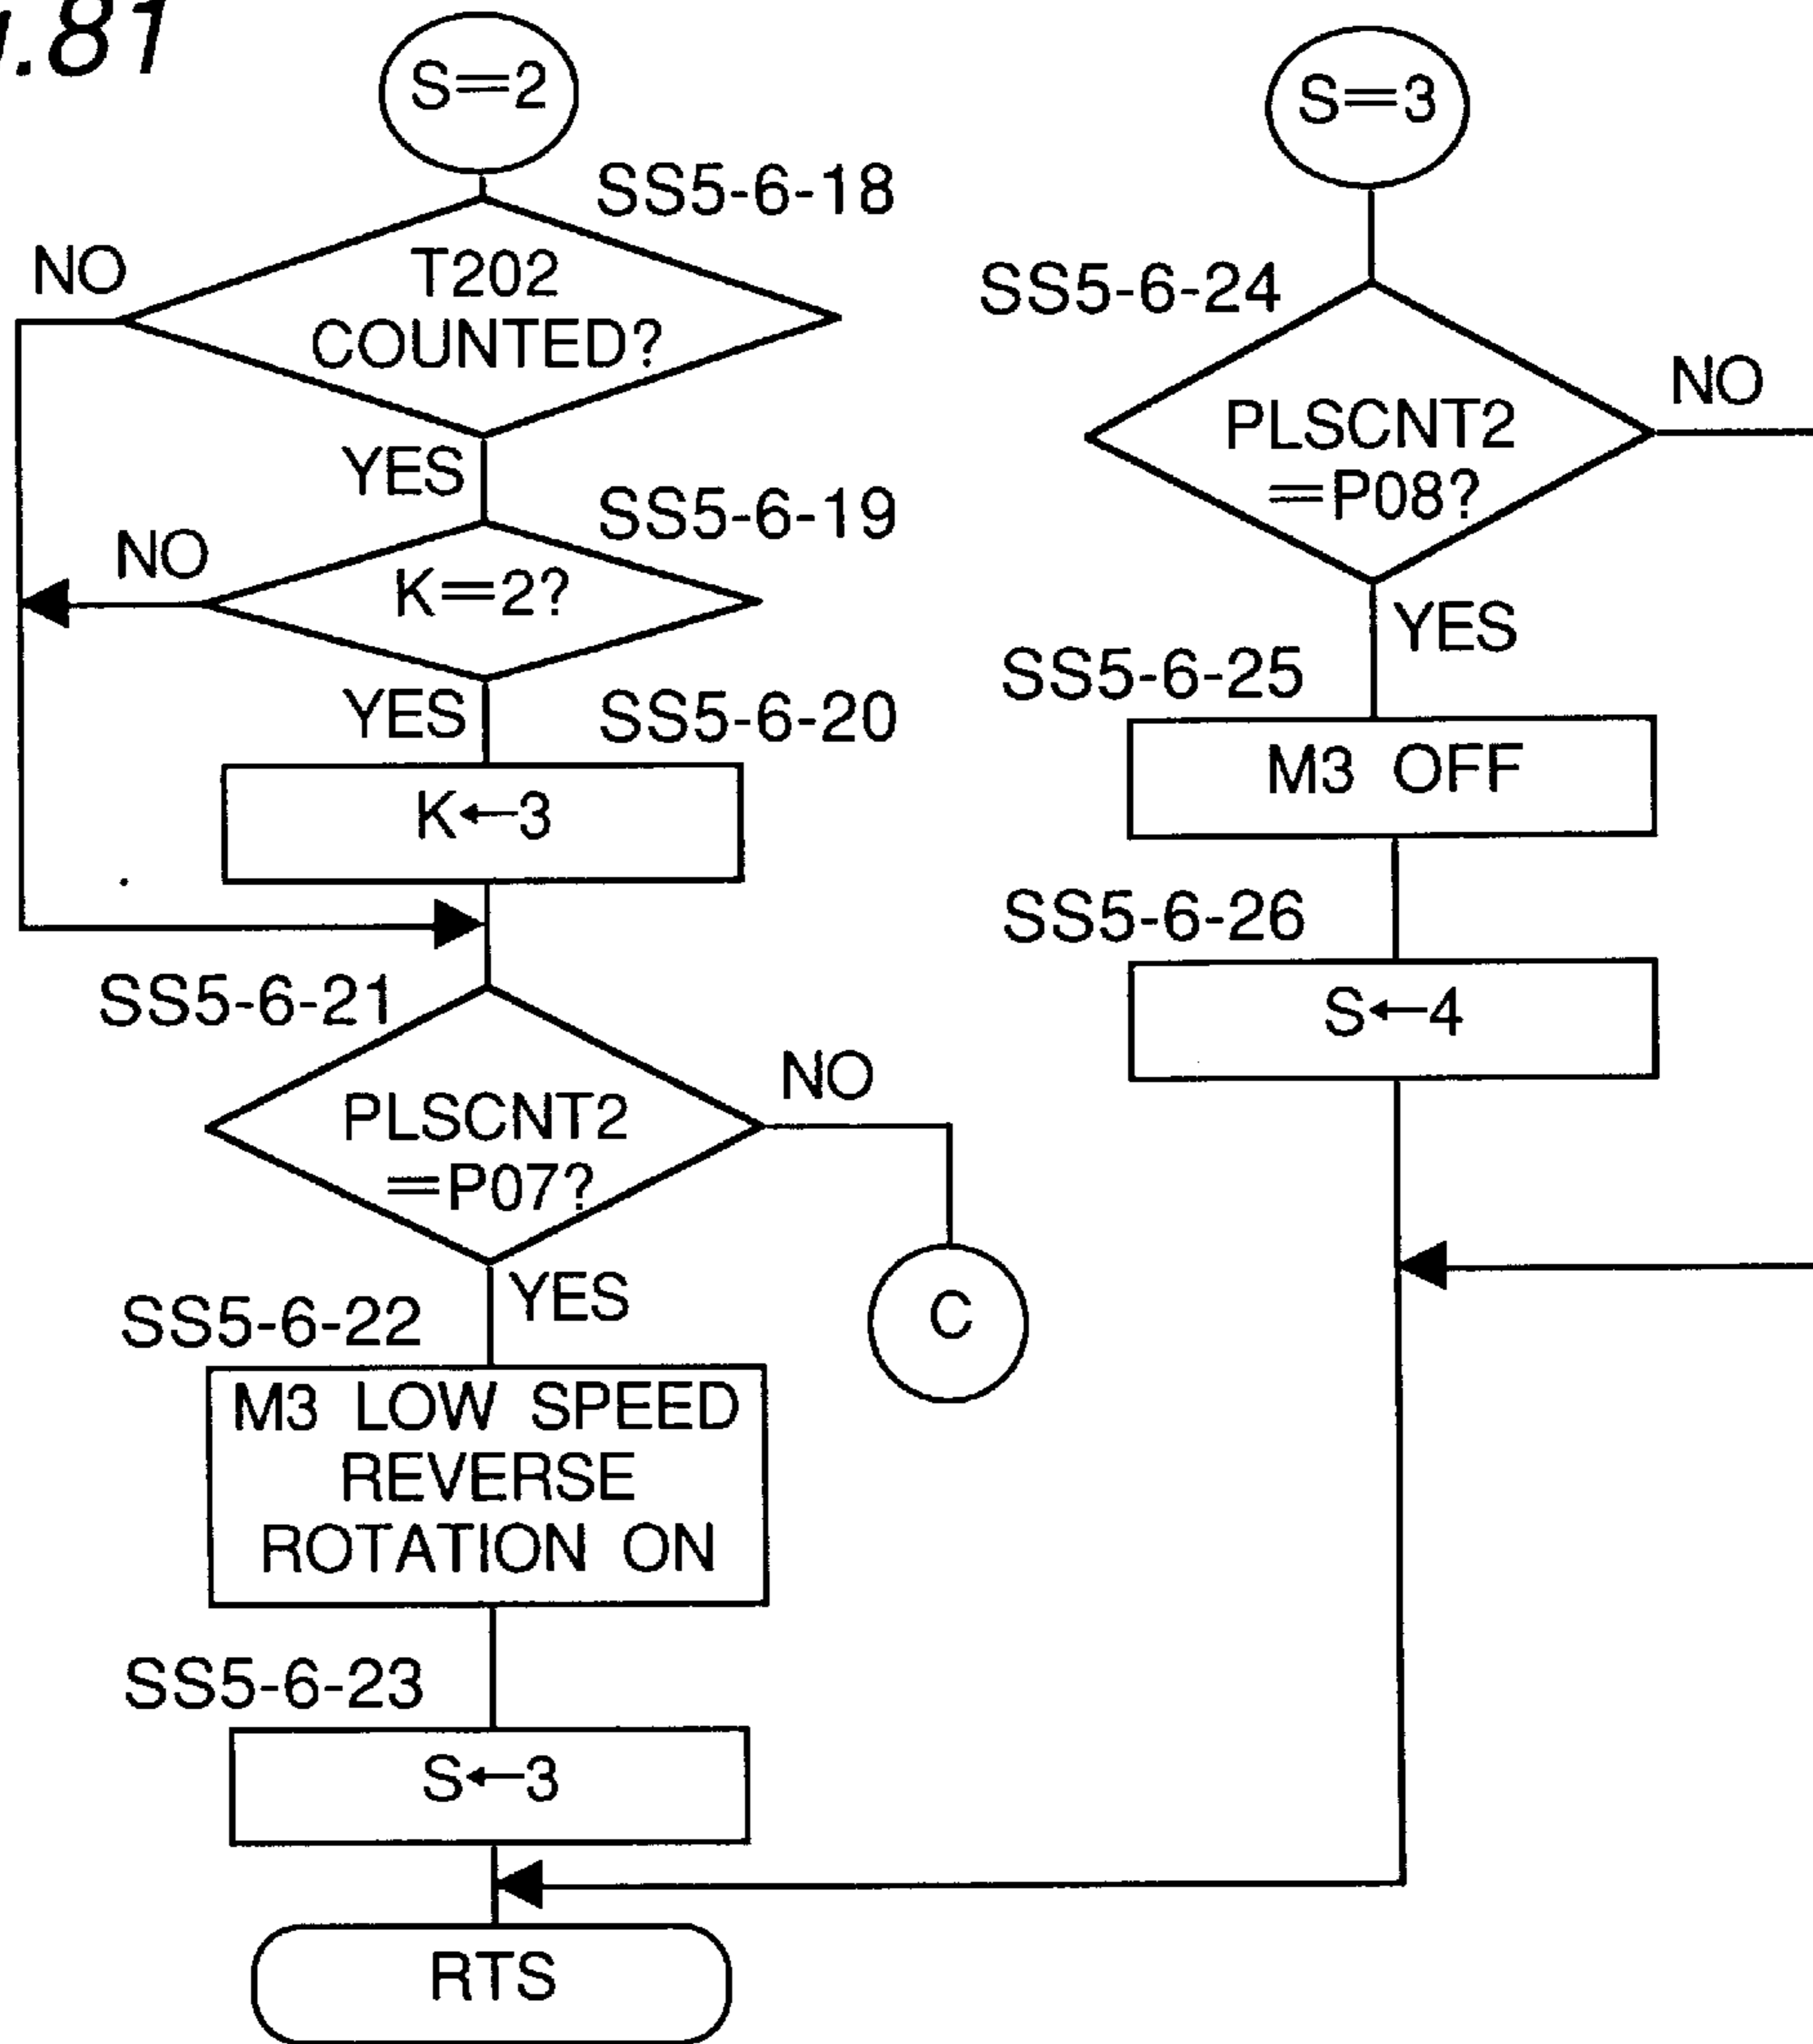 .81
S=2
SS5-6-18
NO
T202
COUNTED?
YES
SS5-6-19
NO
K=2?
YES
SS5-6-20
K←3
SS5-6-21
NO
PLSCNT2
=P07?
C
YES
SS5-6-22
M3 LOW SPEED
REVERSE
ROTATION ON
SS5-6-23
S←3
RTS
S=3
SS5-6-24
NO
PLSCNT2
=P08?
YES
SS5-6-25
M3 OFF
SS5-6-26
S←4